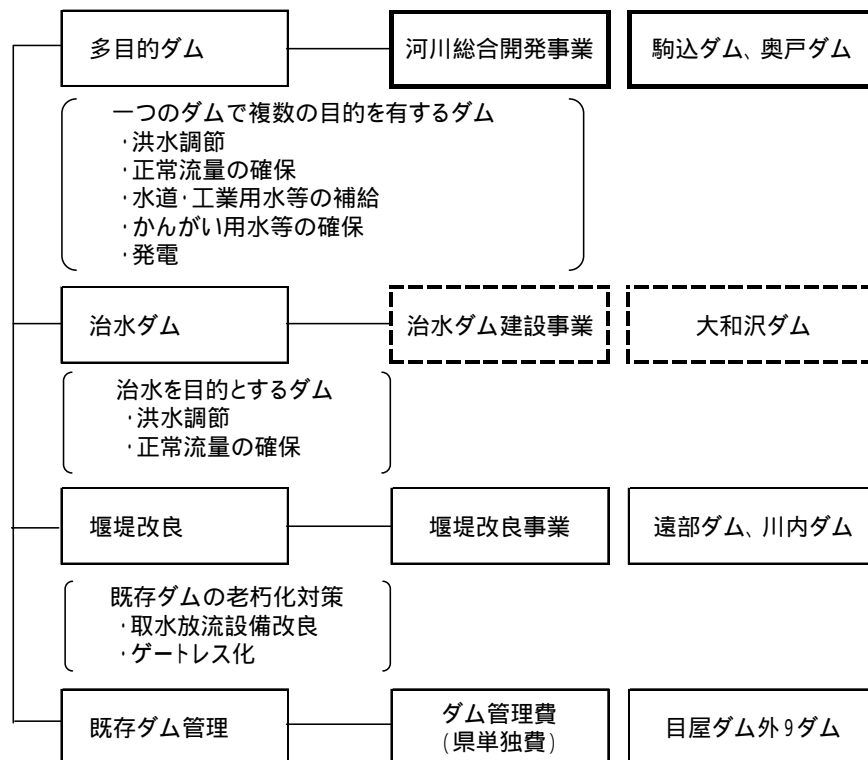 多目的ダム
河川総合開発事業
駒込ダム、奥戸ダム
一つのダムで複数の目的を有するダム
・洪水調節
・正常流量の確保
・水道・工業用水等の補給
・かんがい用水等の確保
・発電
治水ダム
治水ダム建設事業
大和沢ダム
治水を目的とするダム
・洪水調節
・正常流量の確保
堰堤改良
堰堤改良事業
遠部ダム、川内ダム
既存ダムの老朽化対策
・取水放流設備改良
・ゲートレス化
既存ダム管理
ダム管理費
(県単独費)
目屋ダム外9ダム